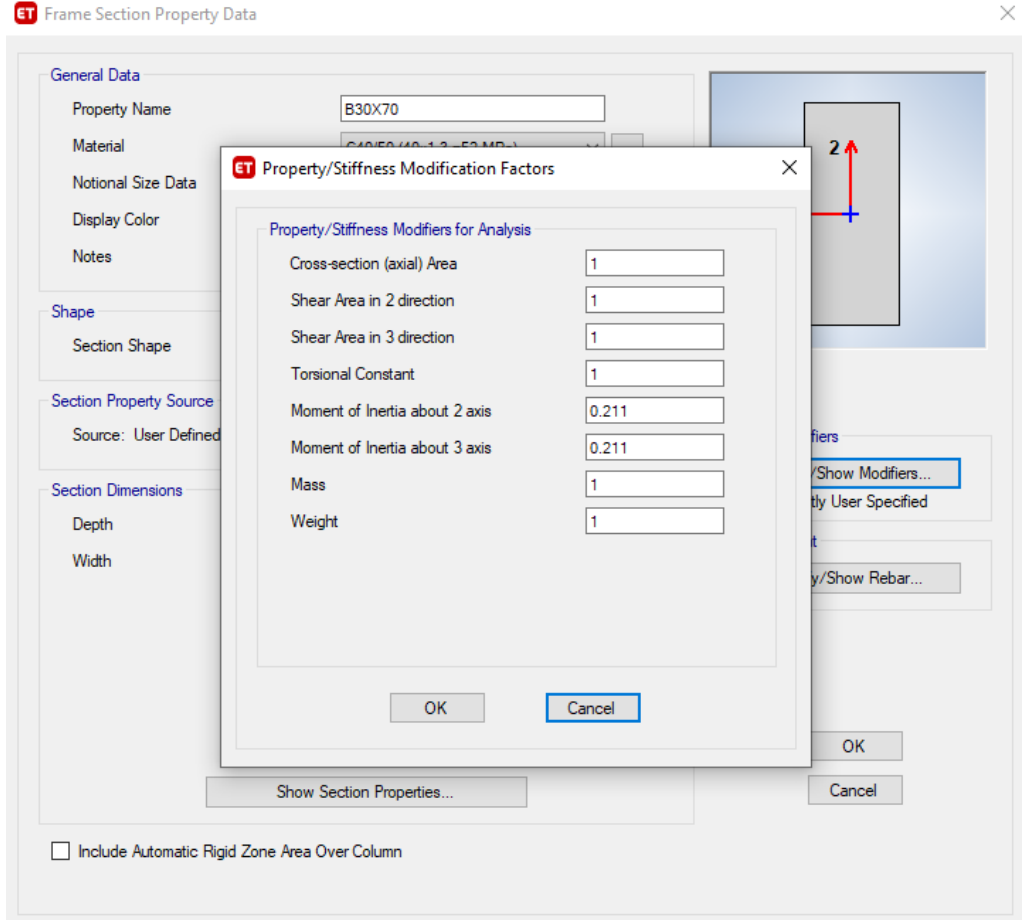 ET Frame Section Property Data
General Data
Property Name B30X70
Material
Notional Size Data
Display Color
Notes
2
Shape
Section Shape
Section Property Source
Source: User Defined
Section Dimensions
Depth
Width
ET Property/Stiffness Modification Factors
Property/Stiffness Modifiers for Analysis
Cross-section (axial) Area 1
Shear Area in 2 direction 1
Shear Area in 3 direction 1
Torsional Constant 1
Moment of Inertia about 2 axis 0.211
Moment of Inertia about 3 axis 0.211
Mass 1
Weight 1
OK Cancel
fiers
/Show Modifiers...
tly User Specified
t
y/Show Rebar...
OK
Cancel
Show Section Properties...
Include Automatic Rigid Zone Area Over Column